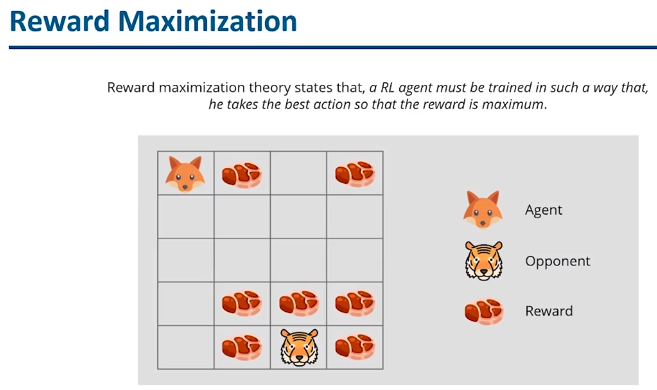 Reward Maximization
Reward maximization theory states that, a RL agent must be trained in such a way that,
he takes the best action so that the reward is maximum.
Agent
Opponent
Reward